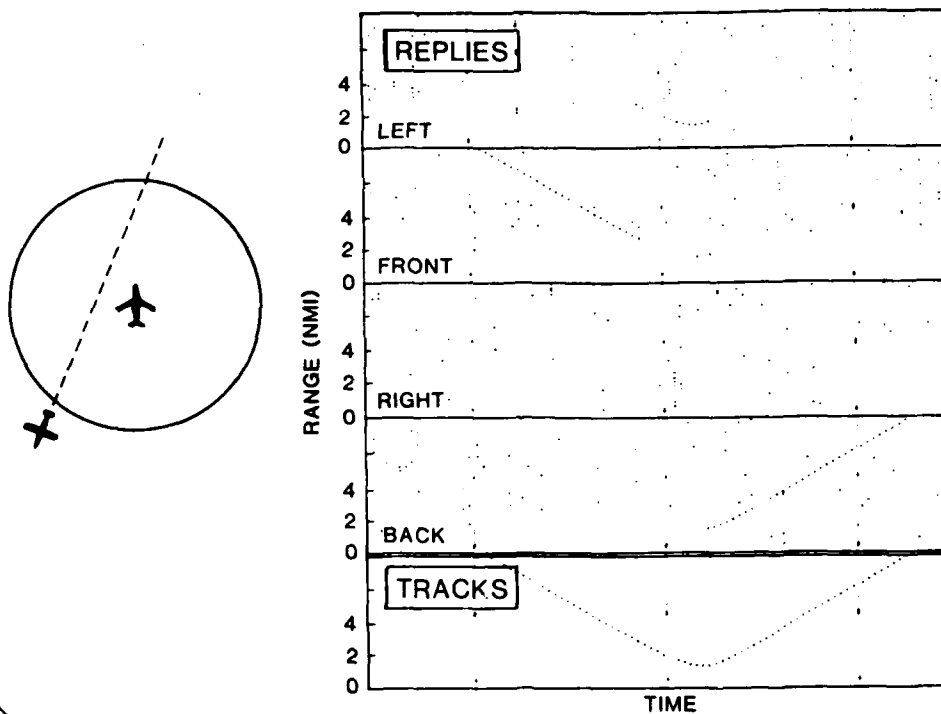 REPLIES
4
2
0
LEFT
4
2
0
FRONT
4
2
0
RIGHT
4
2
0
BACK
TRACKS
4
2
0
RANGE (NMI)
TIME